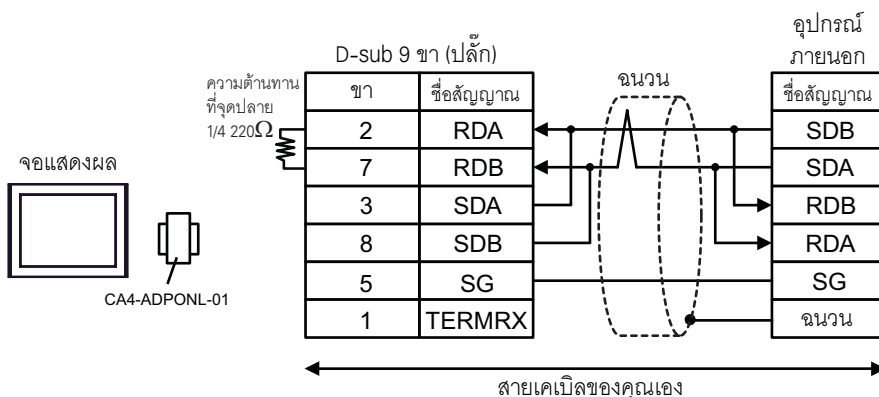 อุปกรณ์
ภายนอก
D-sub 9 ขา (ปลั๊ก)
ความต้านทาน
ที่จุดปลาย
1/4 220Ω
ขา
ชื่อสัญญาณ
ฉนวน
ชื่อสัญญาณ
2
RDA
SDB
7
RDB
SDA
จอแสดงผล
3
SDA
RDB
8
SDB
RDA
5
SG
SG
CA4-ADPONL-01
1
TERMRX
ฉนวน
สายเคเบิลของคุณเอง